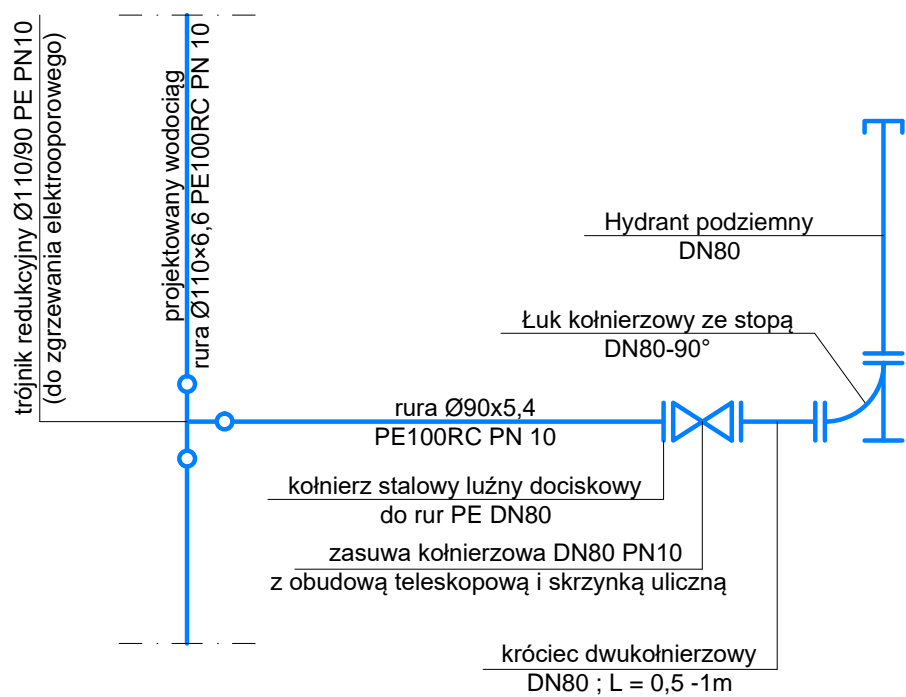 trójnik redukcyjny Ø110/90 PE PN10
(do zgrzewania elektrooporowego)
projektowany wodociąg
rura Ø110×6,6 PE100RC PN 10
Hydrant podziemny
DN80
Łuk kołnierzowy ze stopą
DN80-90°
rura Ø90x5,4
PE100RC PN 10
kołnierz stalowy luźny dociskowy
do rur PE DN80
zasuwa kołnierzowa DN80 PN10
z obudową teleskopową i skrzynką uliczną
króciec dwukołnierzowy
DN80 ; L = 0,5 -1m